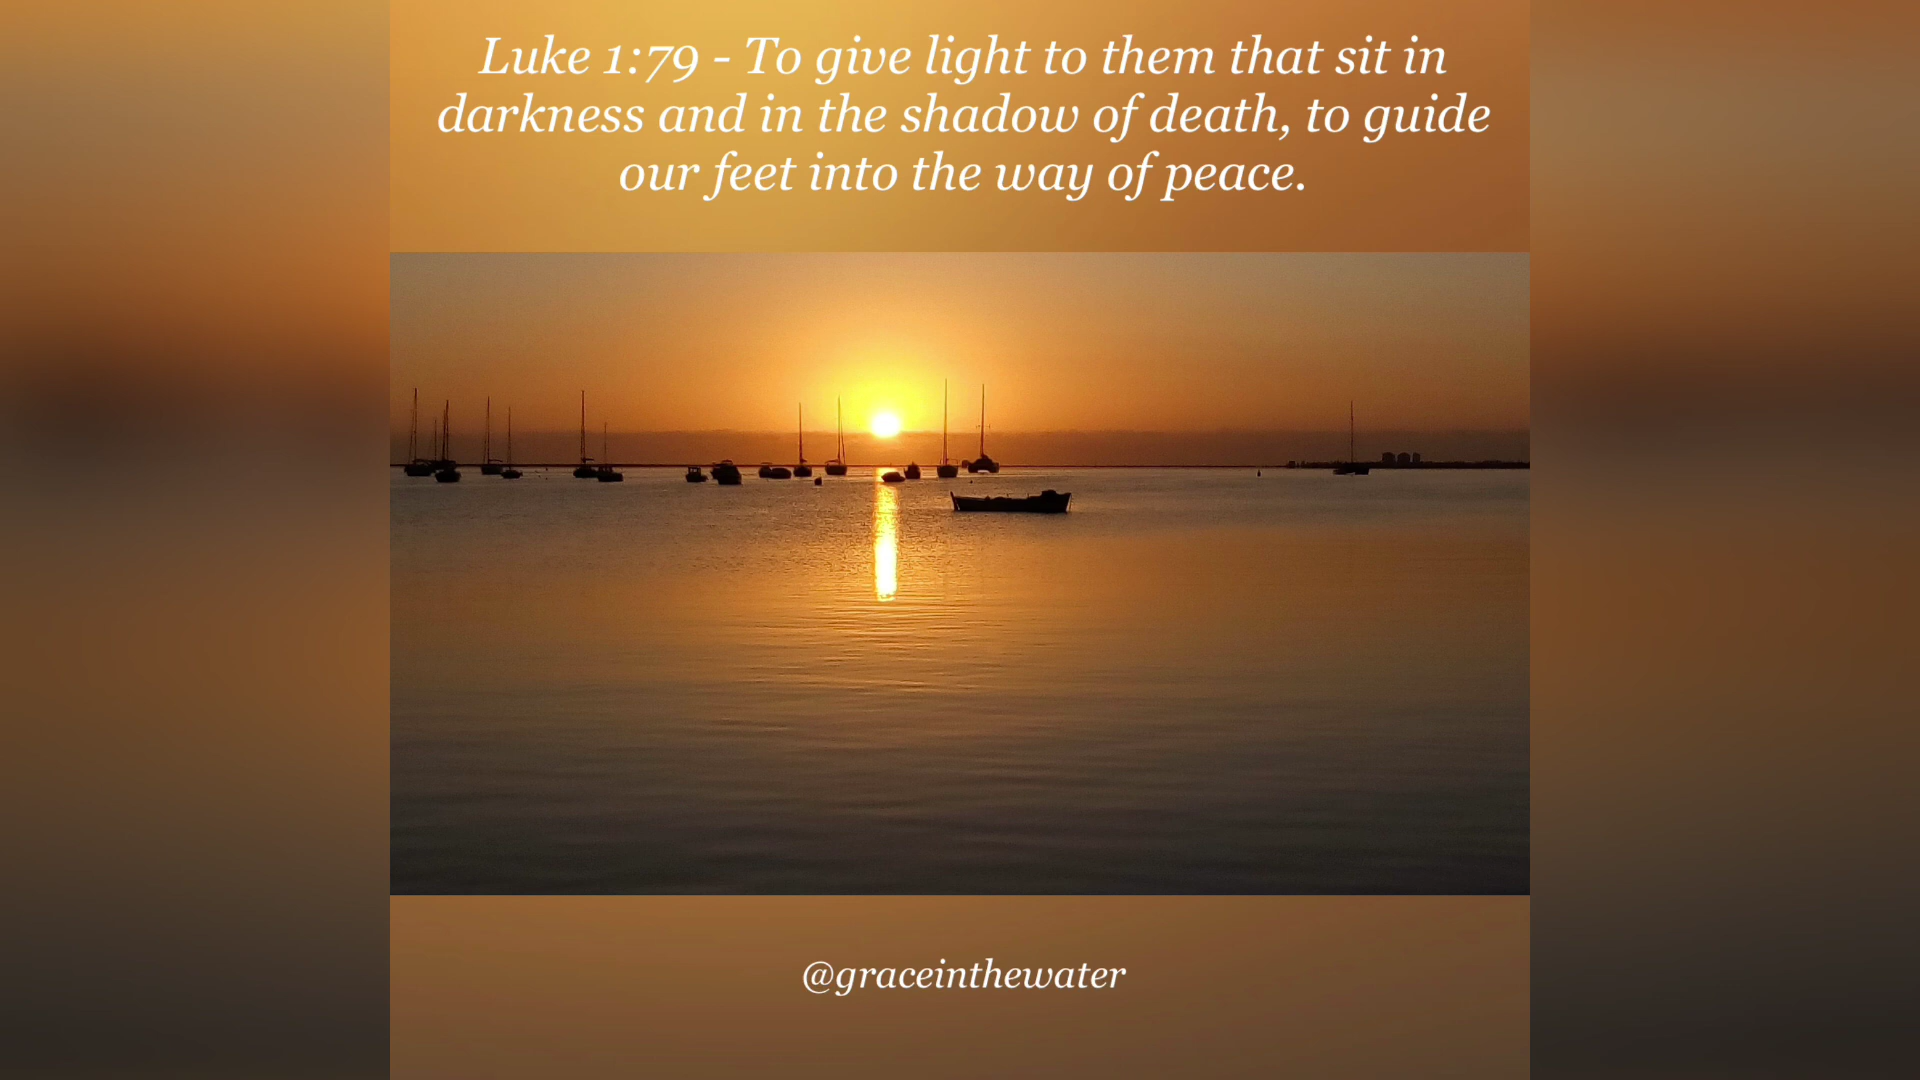 Luke 1:79 - To give light to them that sit in
darkness and in the shadow of death, to guide
our feet into the way of peace.
@graceinthewater